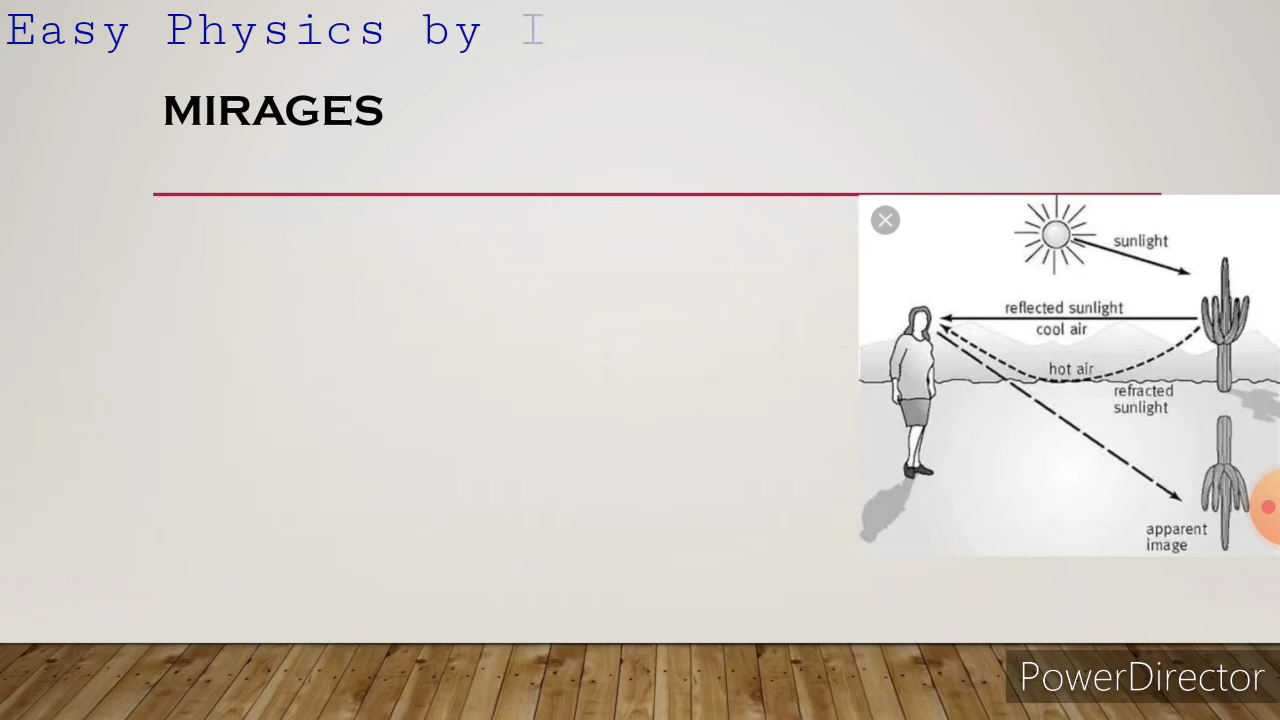 Easy Physics by I
MIRAGES
sunlight
reflected sunlight
cool air
hot air
refracted
sunlight
apparent
image
PowerDirector